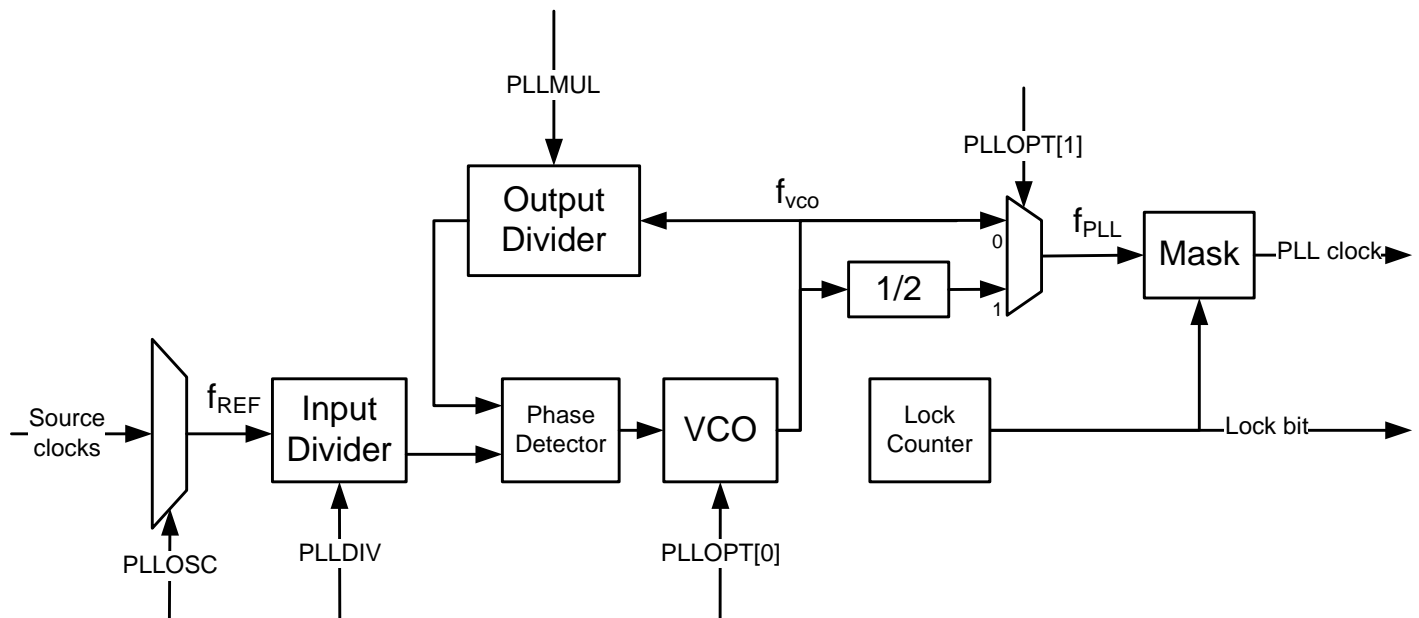 PLLMUL
PLLOPT[1]
Output
Divider
fvco
0
fPLL
Mask
PLL clock
1/2
1
Source
clocks
fREF
Input
Divider
Phase
Detector
VCO
Lock
Counter
Lock bit
PLLOSC
PLLDIV
PLLOPT[0]